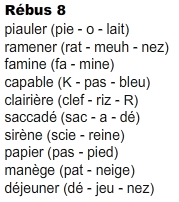 Rébus 8
piauler (pie - o - lait)
ramener (rat - meuh - nez)
famine (fa - mine)
capable (K - pas - bleu)
clairière (clef - riz - R)
saccadé (sac - a - dé)
sirène (scie - reine)
papier (pas - pied)
manège (pat - neige)
déjeuner (dé - jeu - nez)